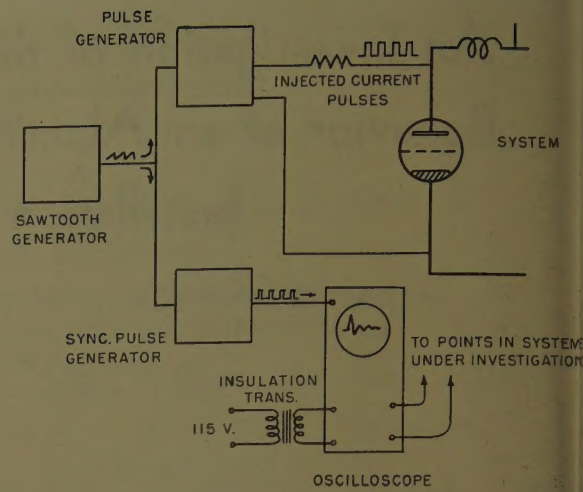 PULSE
GENERATOR
INJECTED CURRENT
PULSES
SYSTEM
SAWTOOTH
GENERATOR
SYNC. PULSE
GENERATOR
TO POINTS IN SYSTEM
UNDER INVESTIGATION
INSULATION
TRANS.
115 V.
OSCILLOSCOPE